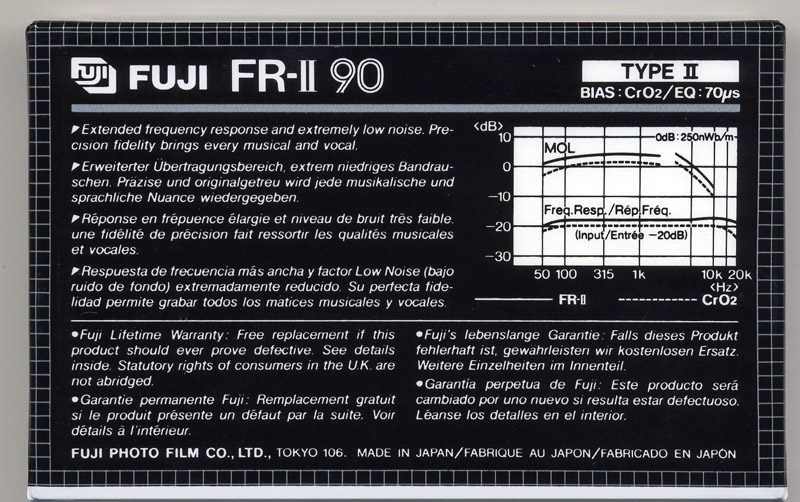 FUJI FUJI FR-II 90
TYPE II
BIAS : CrO2/EQ : 70μs
▶Extended frequency response and extremely low noise. Pre-
cision fidelity brings every musical and vocal.
▶Erweiterter Übertragungsbereich, extrem niedriges Bandrau-
schen. Präzise und originalgetreu wird jede musikalische und
sprachliche Nuance wiedergegeben.
▶Réponse en frépuence élargie et niveau de bruit très faible.
une fidélité de précision fait ressortir les qualités musicales
et vocales.
▶Respuesta de frecuencia más ancha y factor Low Noise (bajo
ruido de fondo) extremadamente reducido. Su perfecta fide-
lidad permite grabar todos los matices musicales y vocales.
<dB>
10
0
-10
-20
-30
0dB : 250nWb/m
MOL
Freq.Resp./Rép.Fréq.
(Input/Entrée -20dB)
50 100 315 1k 10k 20k
<Hz>
FR-II CrO2
●Fuji Lifetime Warranty: Free replacement if this
product should ever prove defective. See details
inside. Statutory rights of consumers in the U.K. are
not abridged.
●Garantie permanente Fuji: Remplacement gratuit
si le produit présente un défaut par la suite. Voir
détails à l'intérieur.
●Fuji's lebenslange Garantie: Falls dieses Produkt
fehlerhaft ist, gewährleisten wir kostenlosen Ersatz.
Weitere Einzelheiten im Innenteil.
●Garantía perpetua de Fuji: Este producto será
cambiado por uno nuevo si resulta estar defectuoso.
Léanse los detalles en el interior.
FUJI PHOTO FILM CO., LTD., TOKYO 106. MADE IN JAPAN/FABRIQUE AU JAPON/FABRICADO EN JAPÓN